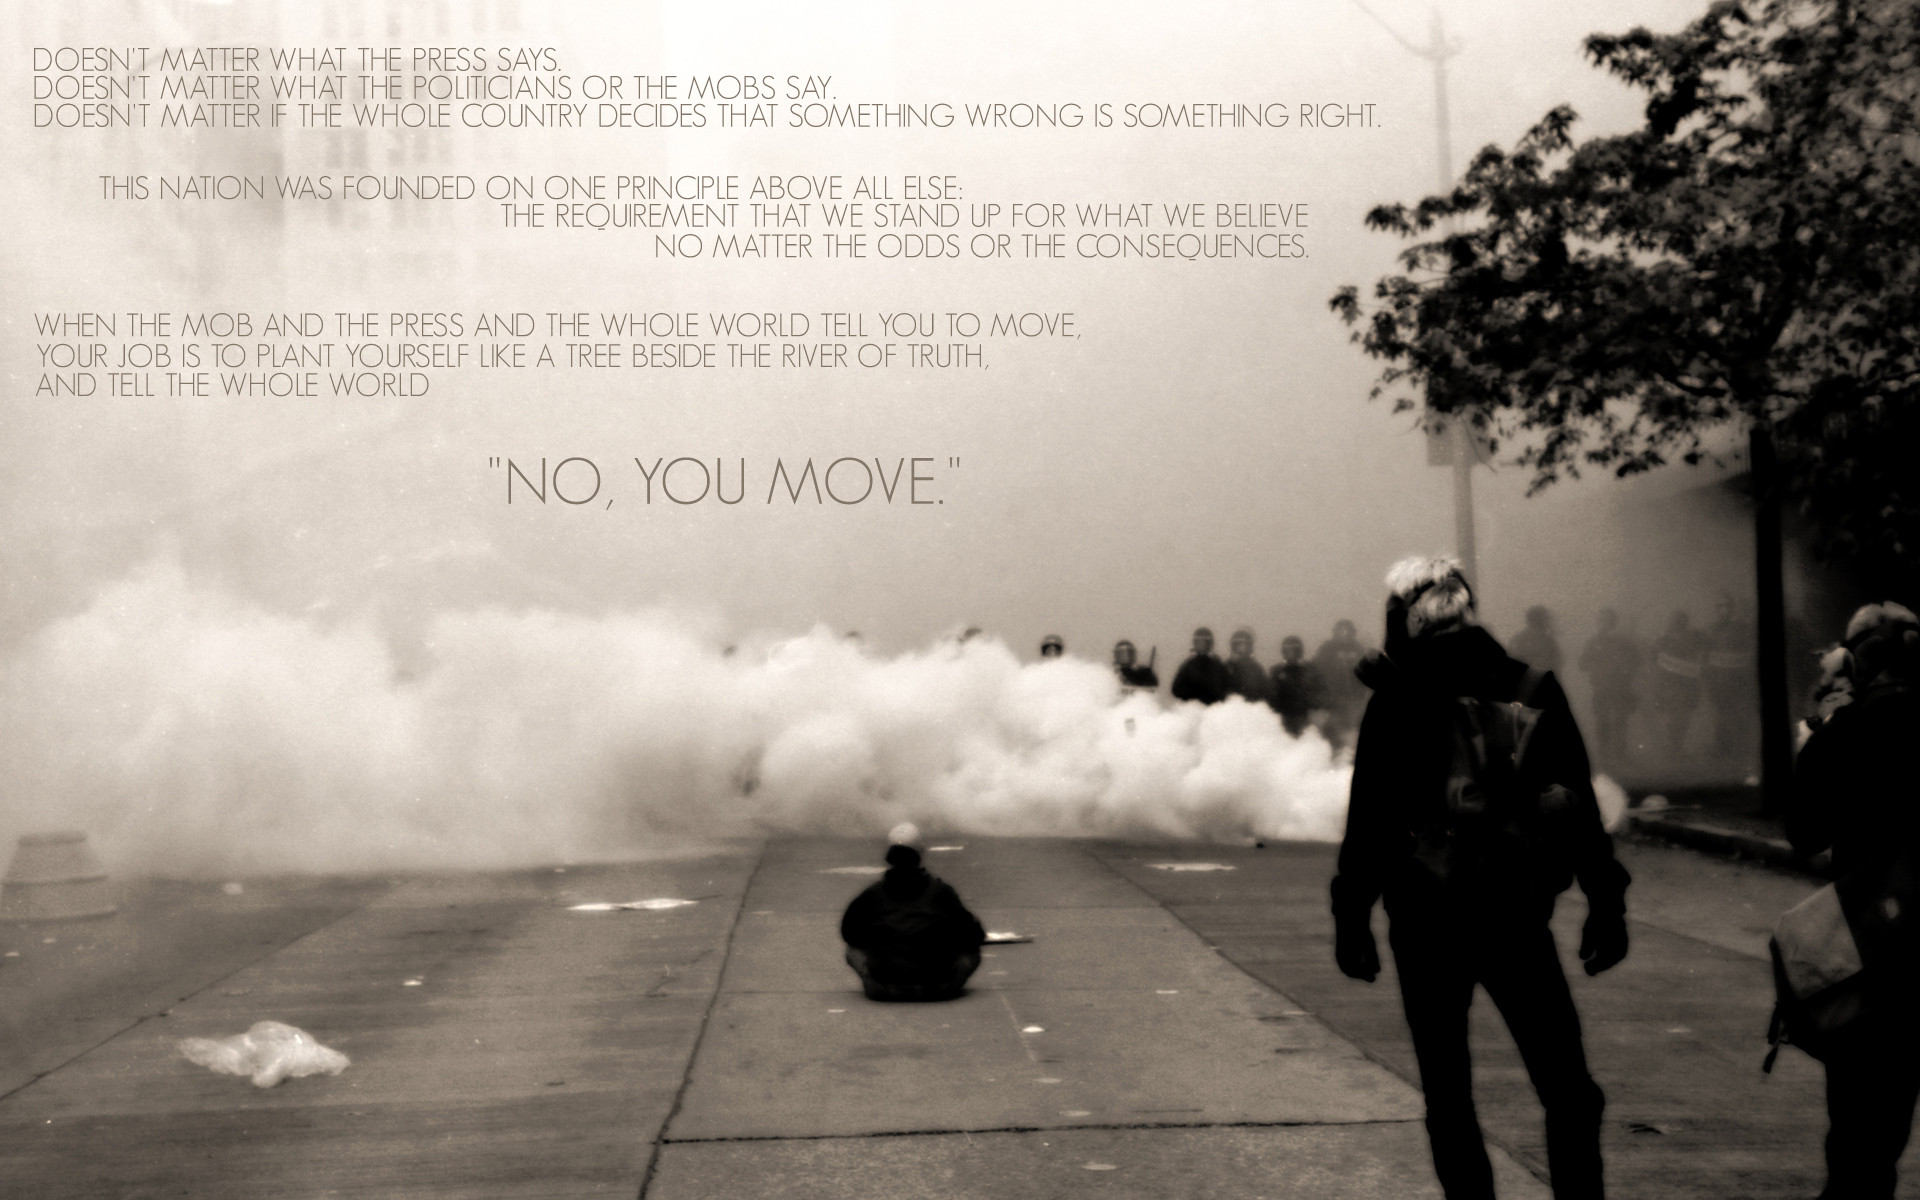 DOESN'T MATTER WHAT THE PRESS SAYS.
DOESN'T MATTER WHAT THE POLITICIANS OR THE MOBS SAY.
DOESN'T MATTER IF THE WHOLE COUNTRY DECIDES THAT SOMETHING WRONG IS SOMETHING RIGHT.
THIS NATION WAS FOUNDED ON ONE PRINCIPLE ABOVE ALL ELSE:
THE REQUIREMENT THAT WE STAND UP FOR WHAT WE BELIEVE
NO MATTER THE ODDS OR THE CONSEQUENCES.
WHEN THE MOB AND THE PRESS AND THE WHOLE WORLD TELL YOU TO MOVE,
YOUR JOB IS TO PLANT YOURSELF LIKE A TREE BESIDE THE RIVER OF TRUTH,
AND TELL THE WHOLE WORLD
"NO, YOU MOVE."